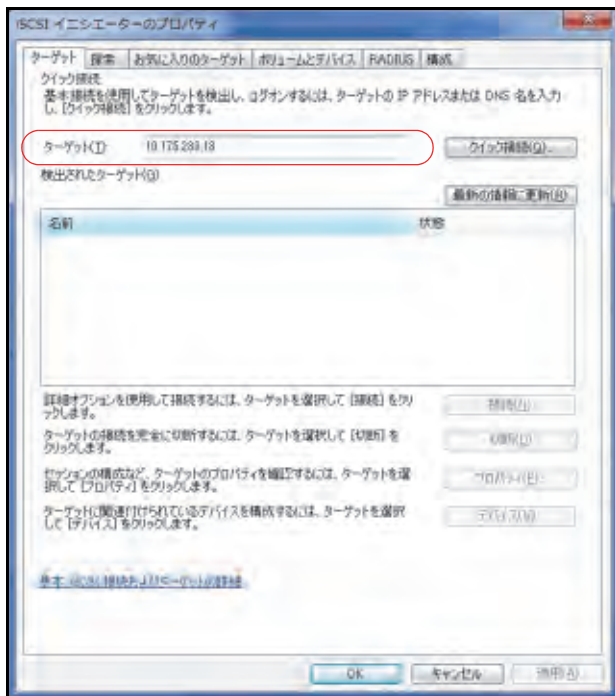 iSCSI イニシエーターのプロパティ
ターゲット 探索 お気に入りのターゲット ボリュームとデバイス RADIUS 構成
クイック接続
基本接続を使用してターゲットを検出し、ログオンするには、ターゲットの IP アドレスまたは DNS 名を入力
し、[クイック接続] をクリックします。
ターゲット(T): クイック接続(Q)...
検出されたターゲット(G)
最新の情報に更新(R)
名前 状態
詳細オプションを使用して接続するには、ターゲットを選択して [接続] をクリ
ックします。
接続(N)
ターゲットの接続を完全に切断するには、ターゲットを選択して [切断] を
クリックします。
切断(D)
セッションの構成など、ターゲットのプロパティを確認するには、ターゲットを選
択して [プロパティ] をクリックします。
プロパティ(P)...
ターゲットに関連付けられているデバイスを構成するには、ターゲットを選択
して [デバイス] をクリックします。
デバイス(V)...
基本 iSCSI 接続およびターゲットの詳細
OK キャンセル 適用(A)